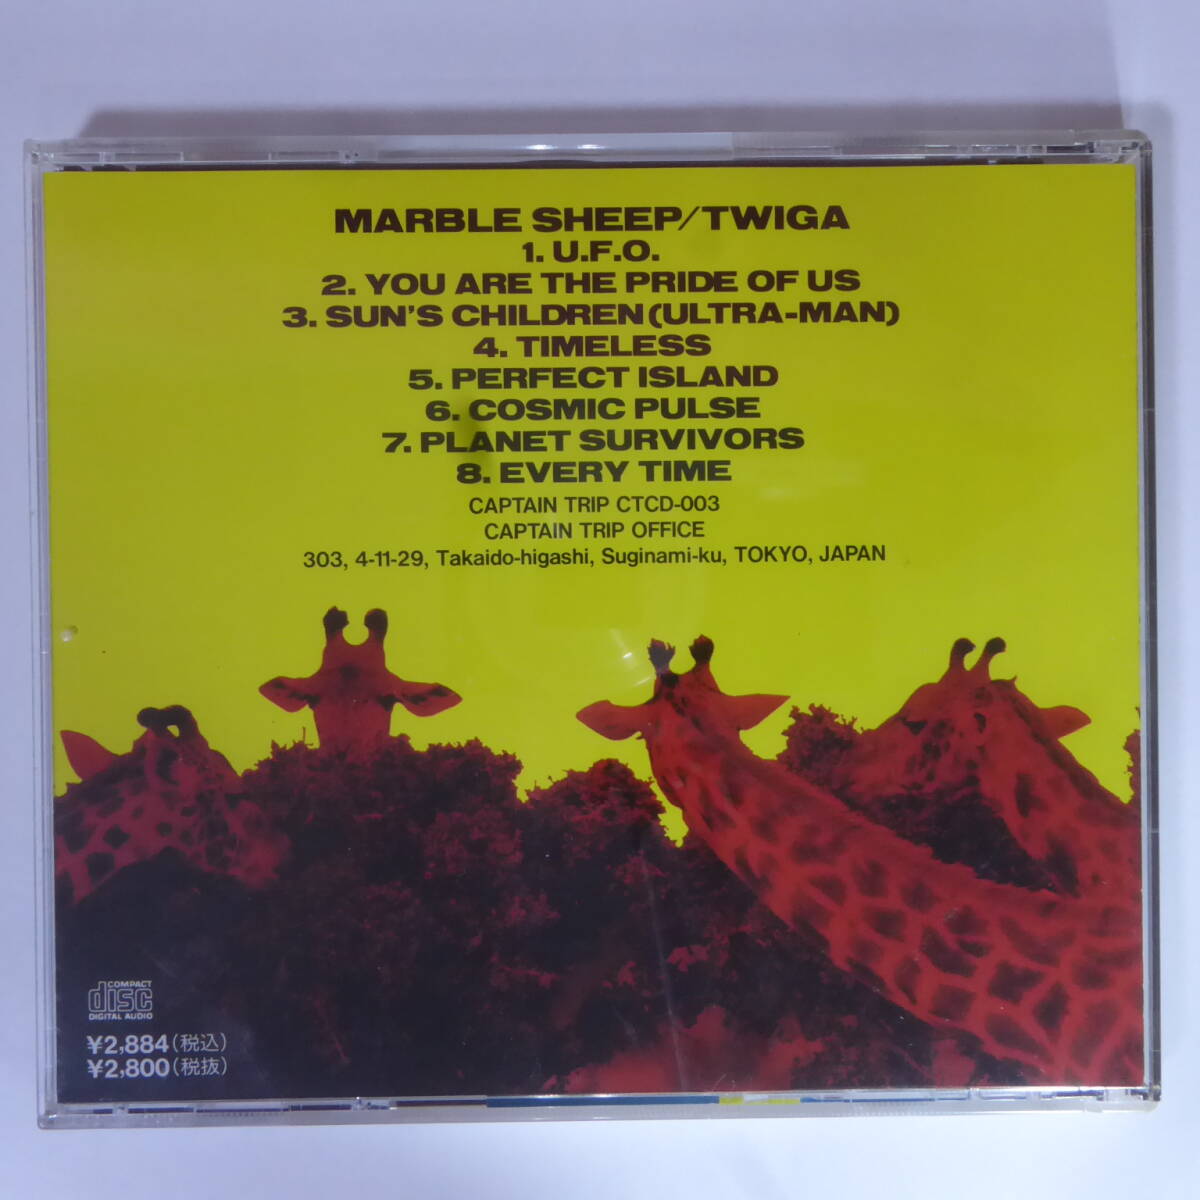 MARBLE SHEEP/TWIGA
1. U.F.O.
2. YOU ARE THE PRIDE OF US
3. SUN'S CHILDREN(ULTRA-MAN)
4. TIMELESS
5. PERFECT ISLAND
6. COSMIC PULSE
7. PLANET SURVIVORS
8. EVERY TIME
CAPTAIN TRIP CTCD-003
CAPTAIN TRIP OFFICE
303, 4-11-29, Takaido-higashi, Suginami-ku, TOKYO, JAPAN
COMPACT
disc
DIGITAL AUDIO
¥2,884(税込)
¥2,800(税抜)